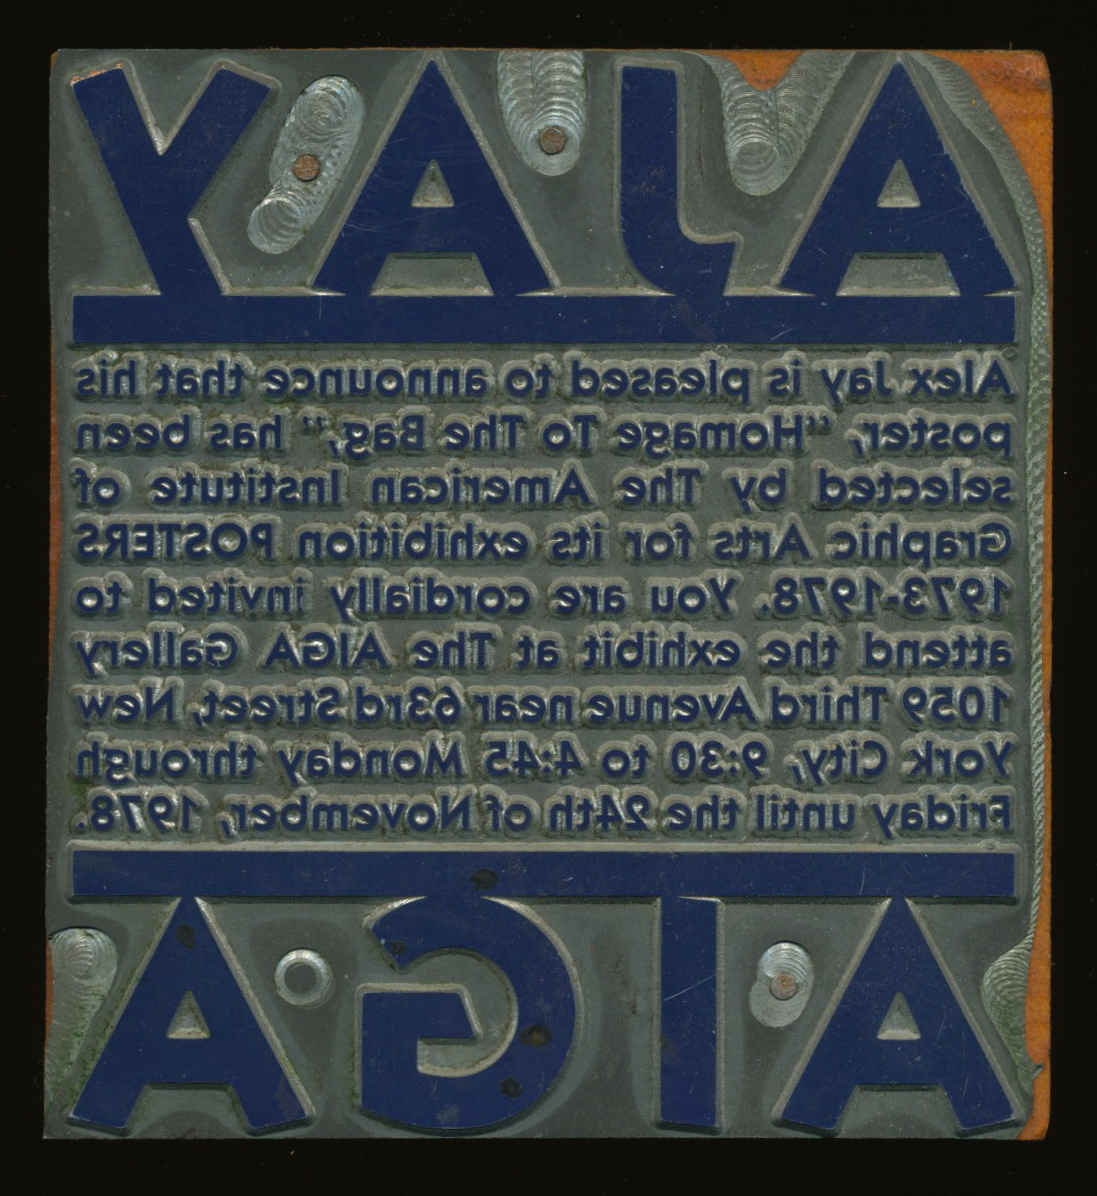 AJAY
Alex Jay is pleased to announce that his
poster, “Homage To The Bag,” has been
selected by The American Institute of
Graphic Arts for its exhibition POSTERS
1973-1978. You are cordially invited to
attend the exhibit at The AIGA Gallery
1059 Third Avenue near 63rd Street, New
York City, 9:30 to 4:45 Monday through
Friday until the 24th of November, 1978.
AIGA